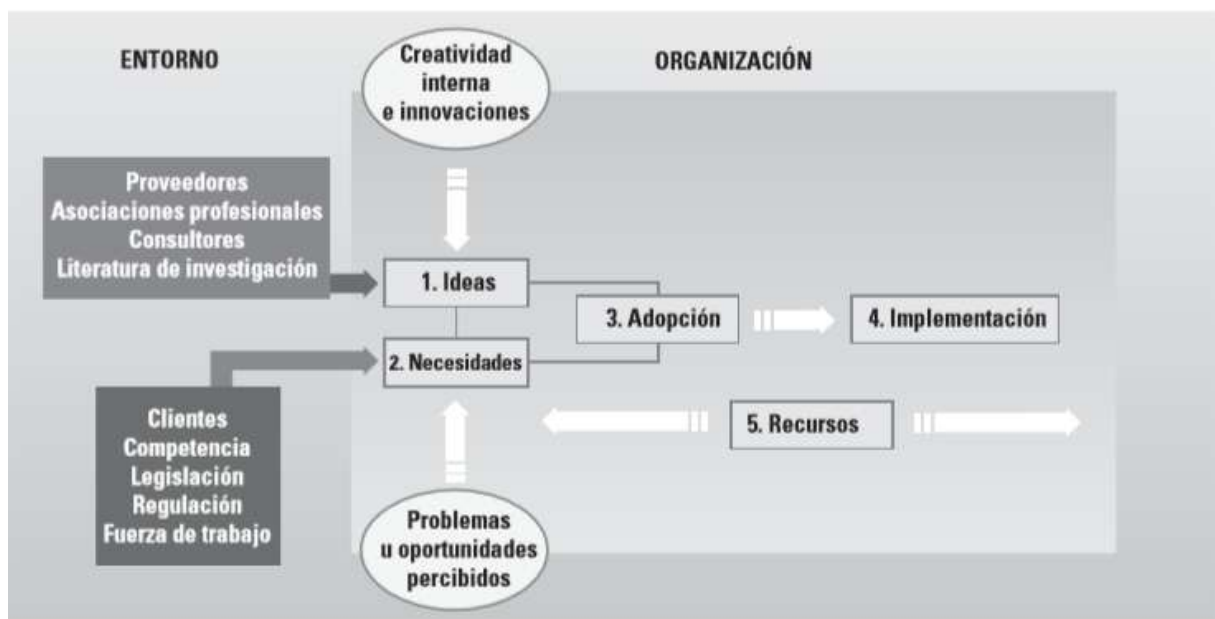 ENTORNO
Creatividad
interna
e innovaciones
ORGANIZACIÓN
Proveedores
Asociaciones profesionales
Consultores
Literatura de investigación
1. Ideas
2. Necesidades
3. Adopción
4. Implementación
5. Recursos
Clientes
Competencia
Legislación
Regulación
Fuerza de trabajo
Problemas
u oportunidades
percibidos